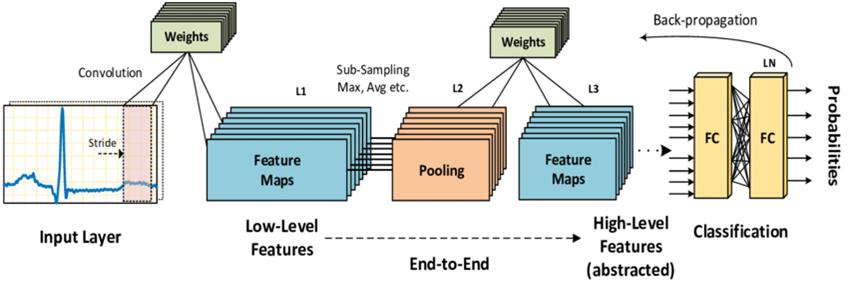 Weights
Convolution
Stride
Input Layer
L1
Feature
Maps
Low-Level
Features
Sub-Sampling
Max, Avg etc.
L2
Pooling
Weights
L3
Feature
Maps
High-Level
Features
(abstracted)
End-to-End
Back-propagation
LN
FC
FC
Probabilities
Classification